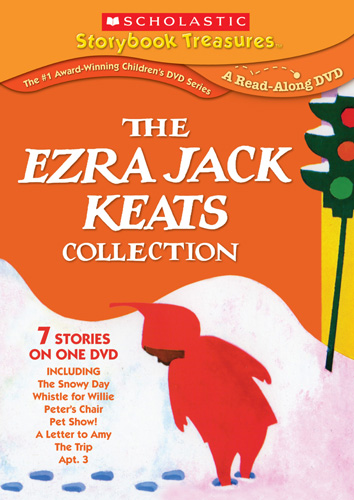 SCHOLASTIC
Storybook Treasures
The #1 Award-Winning Children's DVD Series
A Read-Along DVD
THE
EZRA JACK
KEATS
COLLECTION
7 STORIES
ON ONE DVD
INCLUDING
The Snowy Day
Whistle for Willie
Peter's Chair
Pet Show!
A Letter to Amy
The Trip
Apt. 3